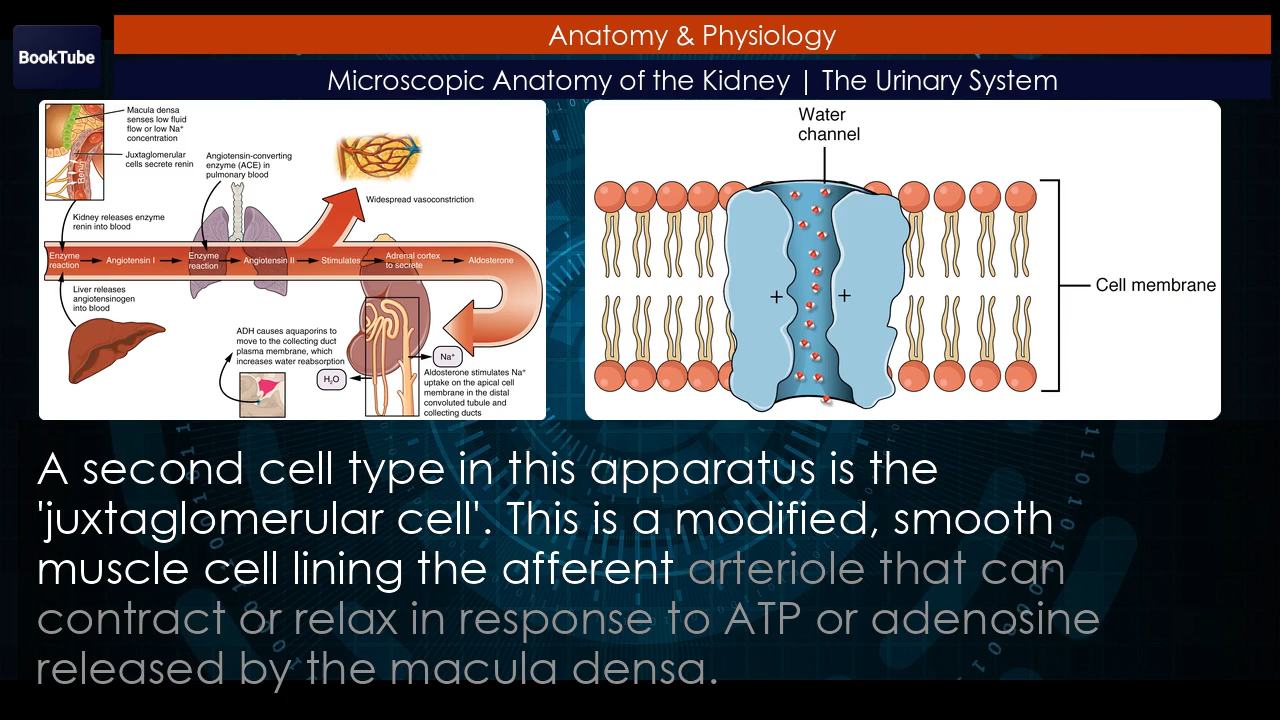 BookTube
Anatomy & Physiology
Microscopic Anatomy of the Kidney | The Urinary System
Macula densa
senses low fluid
flow or low Na⁺
concentration
Juxtaglomerular
cells secrete renin
Renin
Angiotensin-converting
enzyme (ACE) in
pulmonary blood
Widespread vasoconstriction
Kidney releases enzyme
renin into blood
Enzyme
reaction
Angiotensin I
Enzyme
reaction
Angiotensin II
Stimulates
Adrenal cortex
to secrete
Aldosterone
Liver releases
angiotensinogen
into blood
ADH causes aquaporins to
move to the collecting duct
plasma membrane, which
increases water reabsorption
H₂O
Na⁺
Aldosterone stimulates Na⁺
uptake on the apical cell
membrane in the distal
convoluted tubule and
collecting ducts
Water
channel
+ +
Cell membrane
A second cell type in this apparatus is the
'juxtaglomerular cell'. This is a modified, smooth
muscle cell lining the afferent arteriole that can
contract or relax in response to ATP or adenosine
released by the macula densa.